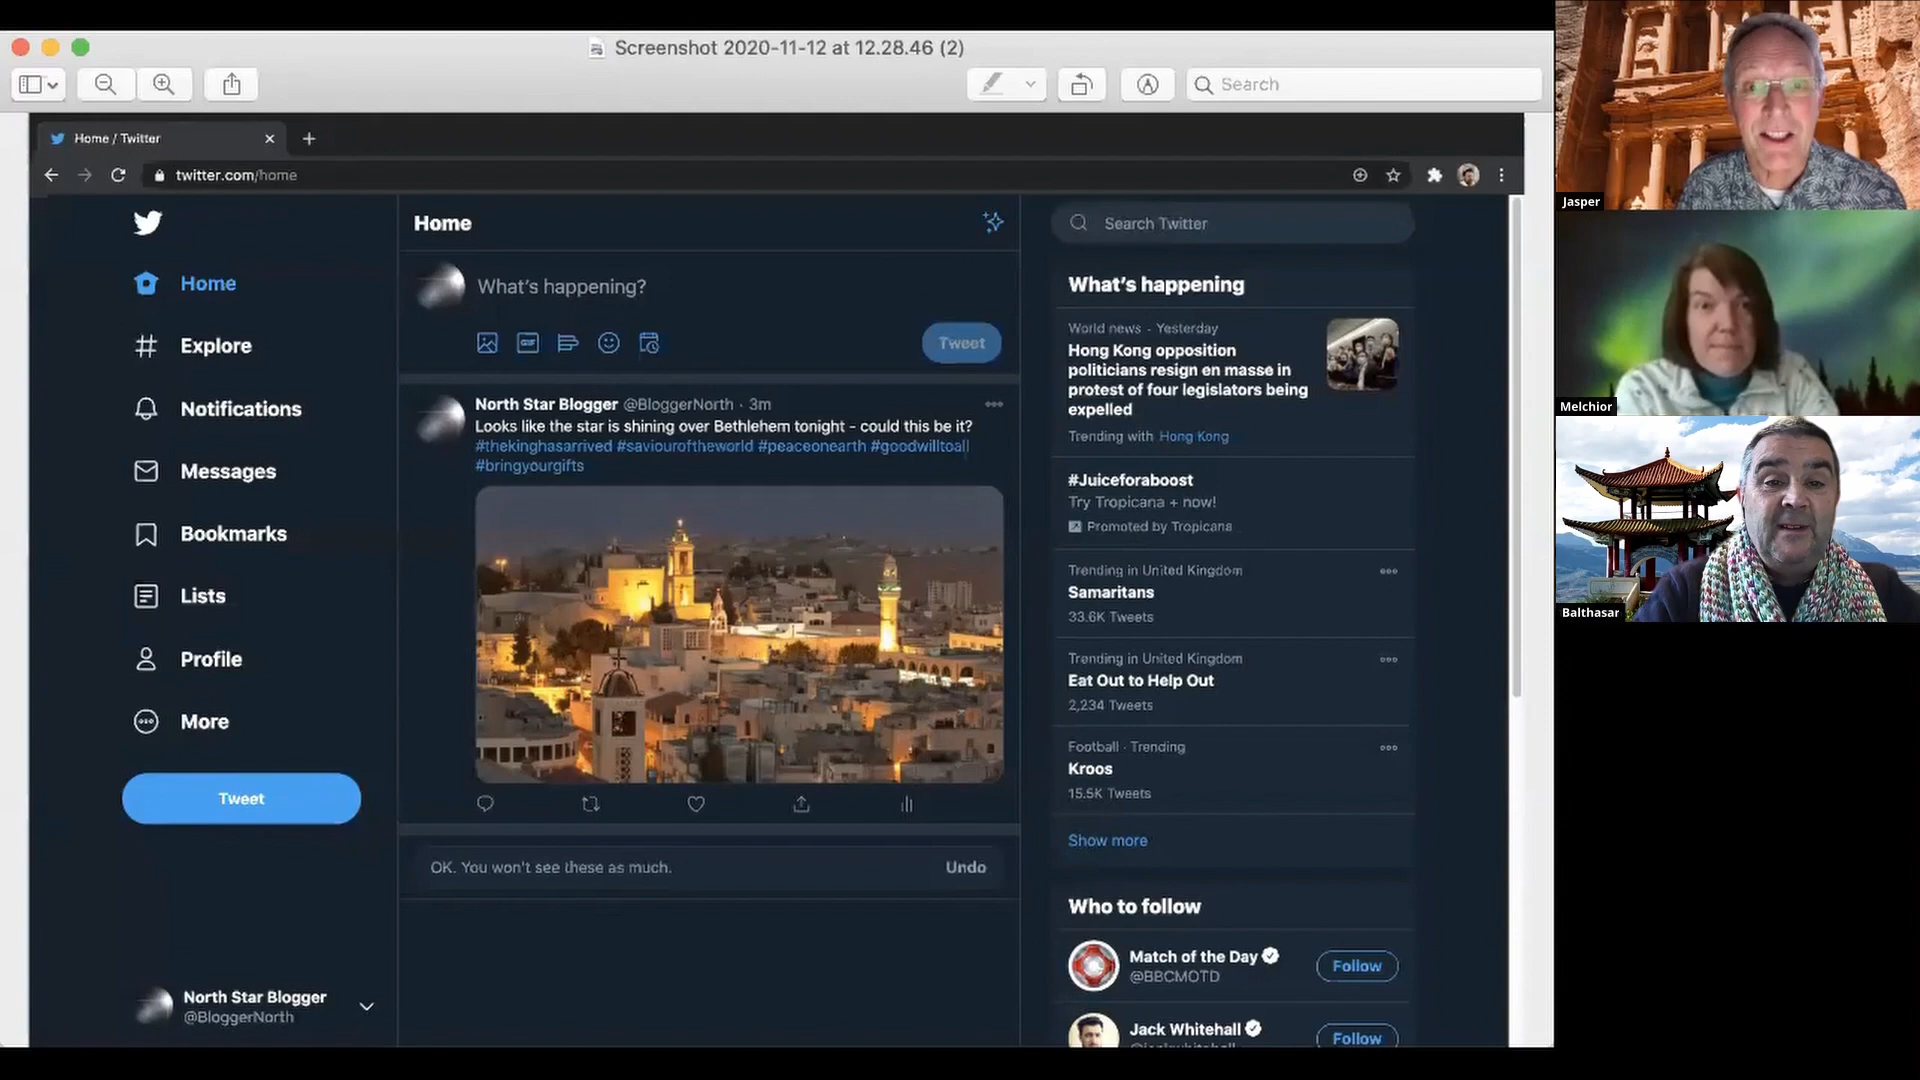 Screenshot 2020-11-12 at 12.28.46 (2)
Search
Home / Twitter
twitter.com/home
Home
Explore
Notifications
Messages
Bookmarks
Lists
Profile
More
Tweet
North Star Blogger
@BloggerNorth
Home
What's happening?
GIF
Tweet
North Star Blogger @BloggerNorth · 3m
Looks like the star is shining over Bethlehem tonight - could this be it?
#thekinghasarrived #saviouroftheworld #peaceonearth #goodwilltoall
#bringyourgifts
OK. You won't see these as much.
Undo
Search Twitter
What's happening
World news · Yesterday
Hong Kong opposition
politicians resign en masse in
protest of four legislators being
expelled
Trending with Hong Kong
#Juiceforaboost
Try Tropicana + now!
Promoted by Tropicana
Trending in United Kingdom
Samaritans
33.6K Tweets
Trending in United Kingdom
Eat Out to Help Out
2,234 Tweets
Football · Trending
Kroos
15.5K Tweets
Show more
Who to follow
Match of the Day
@BBCMOTD
Follow
Jack Whitehall
Follow
Jasper
Melchior
Balthasar